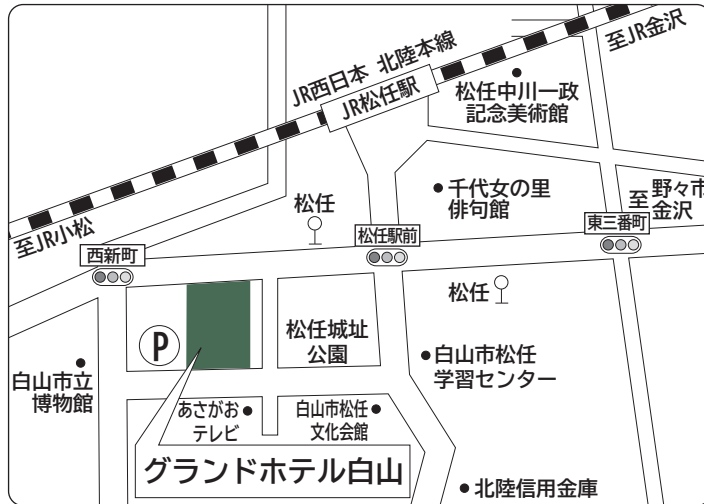 至JR金沢
JR西日本 北陸本線
JR松任駅
松任中川一政
記念美術館
千代女の里
俳句館
至 野々市
金沢
松任
松任駅前
東三番町
至JR小松
西新町
松任
P
松任城址
公園
白山市松任
学習センター
白山市立
博物館
あさがお
テレビ
白山市松任
文化会館
グランドホテル白山
北陸信用金庫